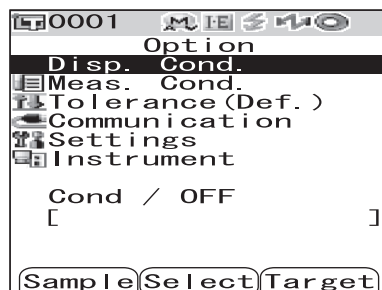 0001 M I+E
Option
Disp. Cond.
Meas. Cond.
Tolerance(Def.)
Communication
Settings
Instrument
Cond / OFF
[ ]
Sample Select Target